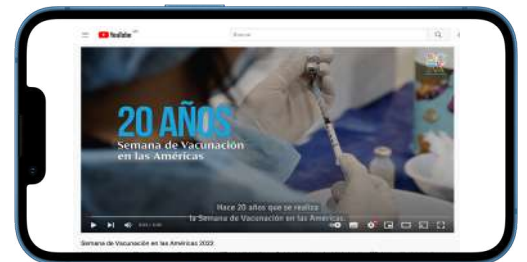 YouTube
Buscar
20 AÑOS
Semana de Vacunación
en las Américas
Hace 20 años que se realiza
la Semana de Vacunación en las Américas.
Semana de Vacunación en las Américas 2022